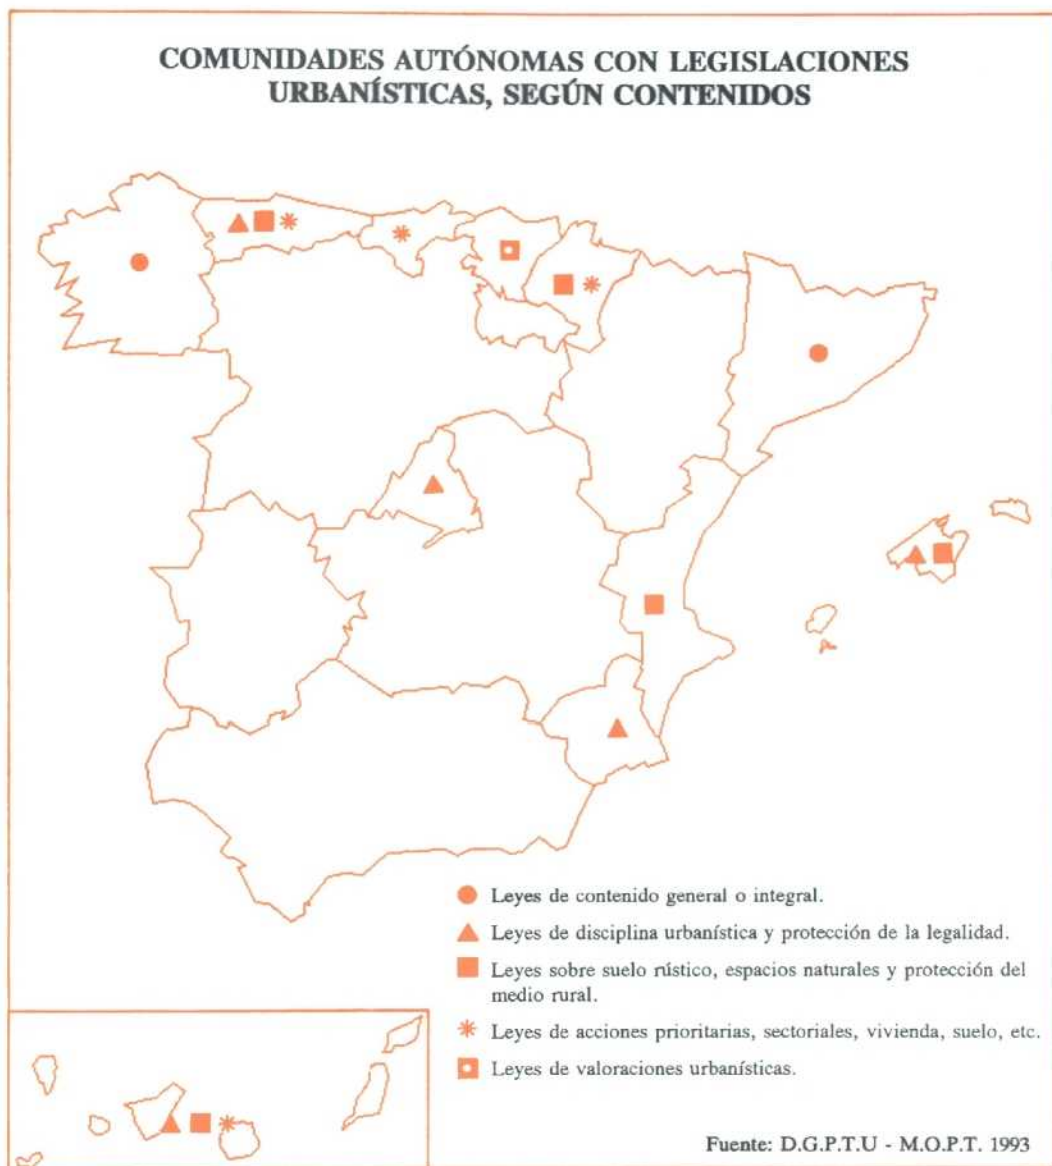 COMUNIDADES AUTÓNOMAS CON LEGISLACIONES
URBANÍSTICAS, SEGÚN CONTENIDOS
Leyes de contenido general o integral.
Leyes de disciplina urbanística y protección de la legalidad.
Leyes sobre suelo rústico, espacios naturales y protección del
medio rural.
Leyes de acciones prioritarias, sectoriales, vivienda, suelo, etc.
Leyes de valoraciones urbanísticas.
Fuente: D.G.P.T.U - M.O.P.T. 1993